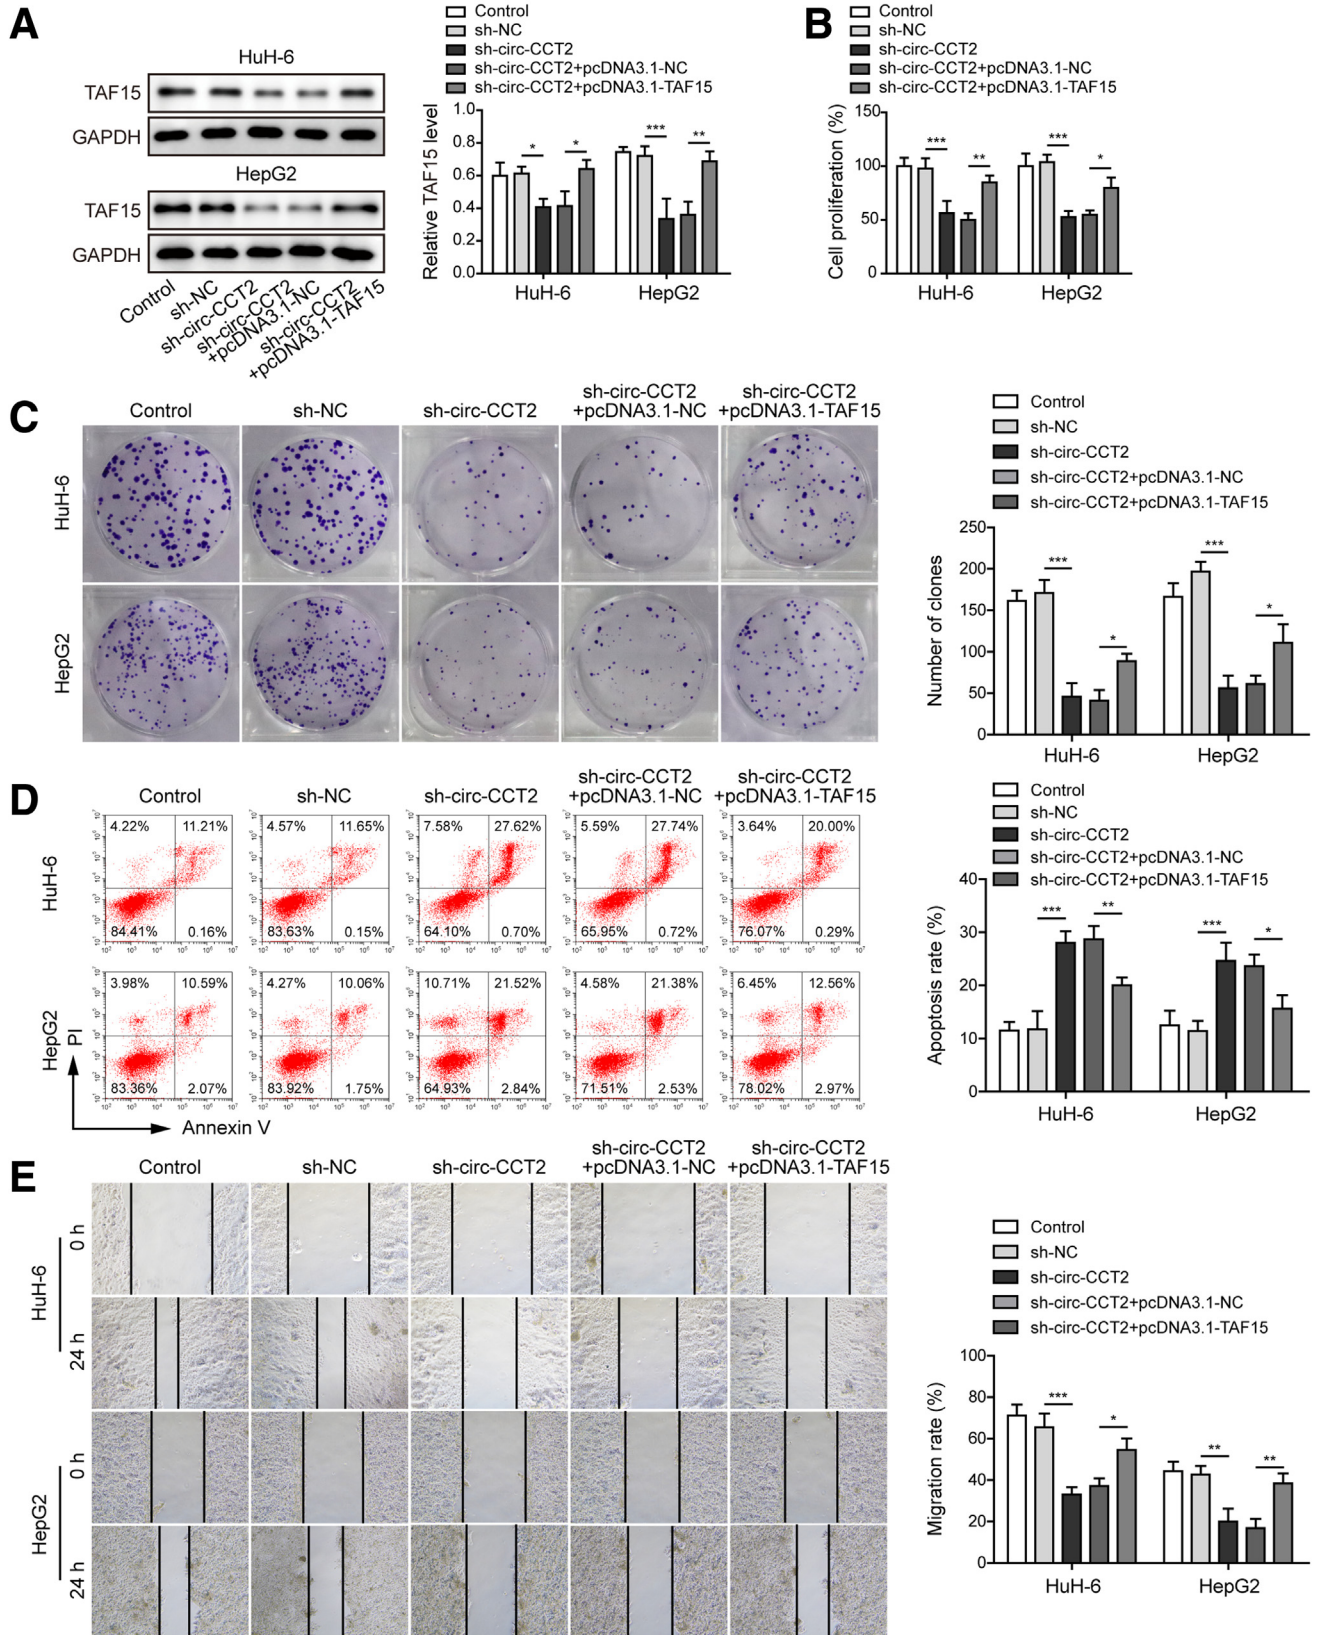 A
HuH-6
TAF15
GAPDH
HepG2
TAF15
GAPDH
Control
sh-NC
sh-circ-CCT2
sh-circ-CCT2
+pcDNA3.1-NC
sh-circ-CCT2
+pcDNA3.1-TAF15
Control
sh-NC
sh-circ-CCT2
sh-circ-CCT2+pcDNA3.1-NC
sh-circ-CCT2+pcDNA3.1-TAF15
Relative TAF15 level
1.0
0.8
0.6
0.4
0.2
0.0
* * *** **
HuH-6 HepG2
B
Control
sh-NC
sh-circ-CCT2
sh-circ-CCT2+pcDNA3.1-NC
sh-circ-CCT2+pcDNA3.1-TAF15
Cell proliferation (%)
150
100
50
0
*** ** *** *
HuH-6 HepG2
C
Control sh-NC sh-circ-CCT2 sh-circ-CCT2 +pcDNA3.1-NC sh-circ-CCT2 +pcDNA3.1-TAF15
HuH-6
HepG2
Control
sh-NC
sh-circ-CCT2
sh-circ-CCT2+pcDNA3.1-NC
sh-circ-CCT2+pcDNA3.1-TAF15
Number of clones
250
200
150
100
50
0
*** * *** *
HuH-6 HepG2
D
Control sh-NC sh-circ-CCT2 sh-circ-CCT2 +pcDNA3.1-NC sh-circ-CCT2 +pcDNA3.1-TAF15
HuH-6
4.22% 11.21% 4.57% 11.65% 7.58% 27.62% 5.59% 27.74% 3.64% 20.00%
84.41% 0.16% 83.63% 0.15% 64.10% 0.70% 65.95% 0.72% 76.07% 0.29%
HepG2
3.98% 10.59% 4.27% 10.06% 10.71% 21.52% 4.58% 21.38% 6.45% 12.56%
83.36% 2.07% 83.92% 1.75% 64.93% 2.84% 71.51% 2.53% 78.02% 2.97%
PI
Annexin V
Control
sh-NC
sh-circ-CCT2
sh-circ-CCT2+pcDNA3.1-NC
sh-circ-CCT2+pcDNA3.1-TAF15
Apoptosis rate (%)
40
30
20
10
0
*** ** *** *
HuH-6 HepG2
E
Control sh-NC sh-circ-CCT2 sh-circ-CCT2 +pcDNA3.1-NC sh-circ-CCT2 +pcDNA3.1-TAF15
HuH-6
0 h
24 h
HepG2
0 h
24 h
Control
sh-NC
sh-circ-CCT2
sh-circ-CCT2+pcDNA3.1-NC
sh-circ-CCT2+pcDNA3.1-TAF15
Migration rate (%)
100
80
60
40
20
0
*** * ** **
HuH-6 HepG2